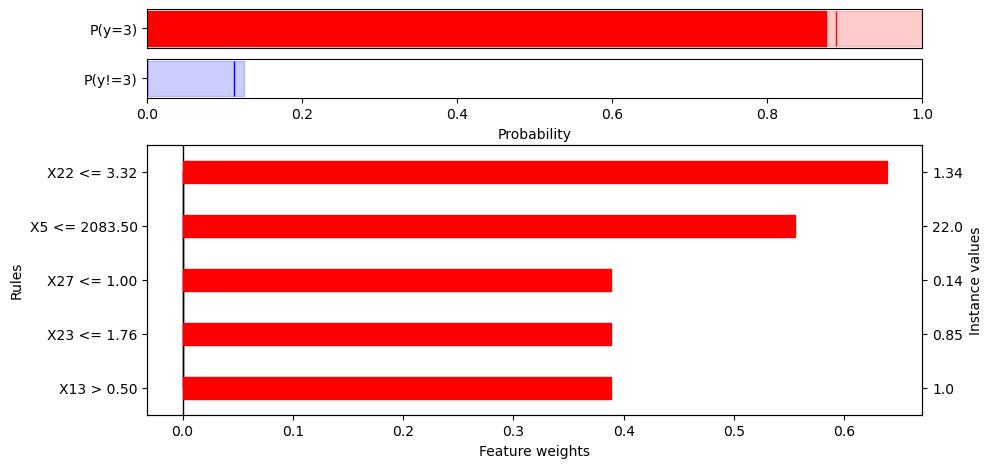 P(y=3)
P(y!=3)
0.0 0.2 0.4 0.6 0.8 1.0
Probability
X22 <= 3.32 1.34
X5 <= 2083.50 22.0
X27 <= 1.00 0.14
X23 <= 1.76 0.85
X13 > 0.50 1.0
Rules
Instance values
0.0 0.1 0.2 0.3 0.4 0.5 0.6
Feature weights